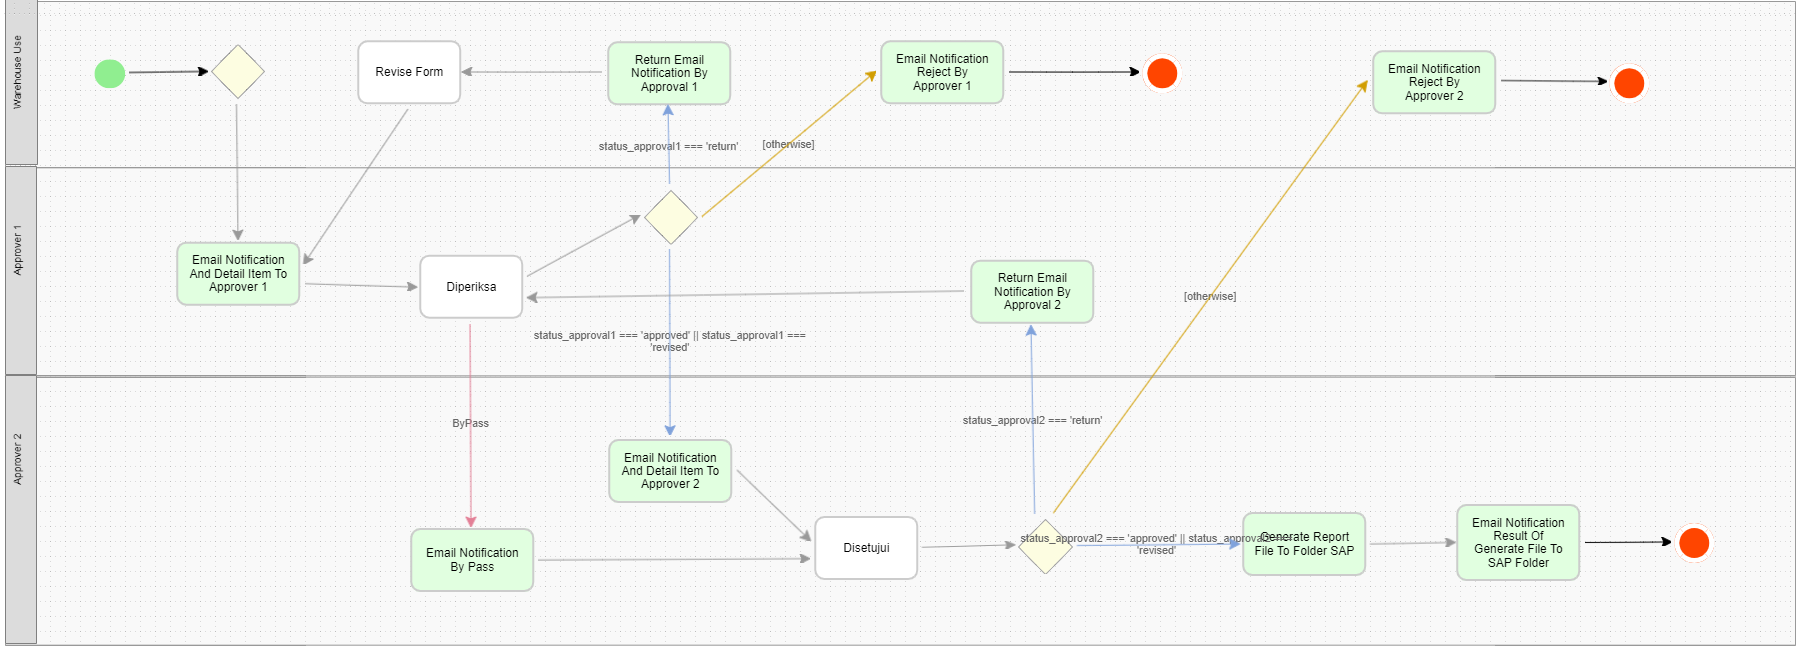 Warehouse Use
Revise Form
Return Email
Notification By
Approval 1
Email Notification
Reject By
Approver 1
Email Notification
Reject By
Approver 2
status_approval1 === 'return'
[otherwise]
Approver 1
Email Notification
And Detail Item To
Approver 1
Diperiksa
Return Email
Notification By
Approval 2
[otherwise]
status_approval1 === 'approved' || status_approval1 ===
'revised'
Approver 2
ByPass
status_approval2 === 'return'
Email Notification
And Detail Item To
Approver 2
Email Notification
By Pass
Disetujui
status_approval2 === 'approved' || status_approval2
'revised'
Generate Report
File To Folder SAP
Email Notification
Result Of
Generate File To
SAP Folder